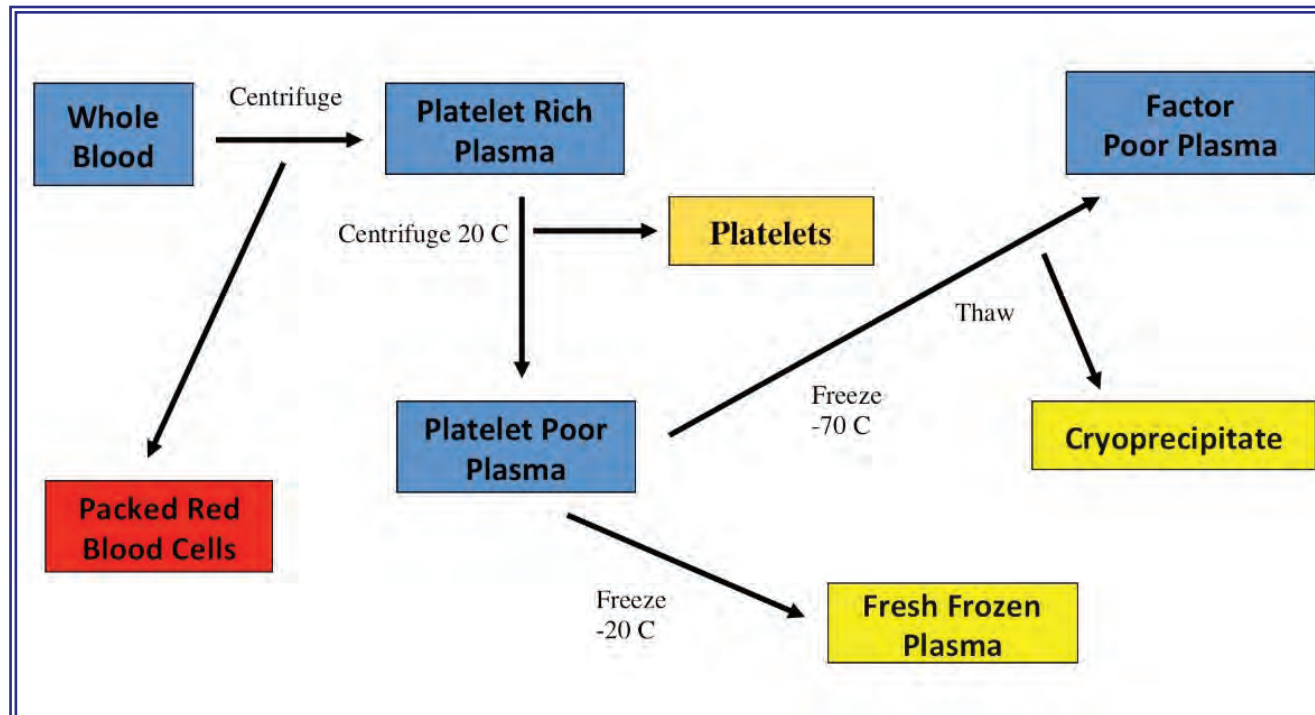 Whole
Blood
Centrifuge
Platelet Rich
Plasma
Factor
Poor Plasma
Centrifuge 20 C
Platelets
Thaw
Freeze
-70 C
Platelet Poor
Plasma
Cryoprecipitate
Packed Red
Blood Cells
Freeze
-20 C
Fresh Frozen
Plasma